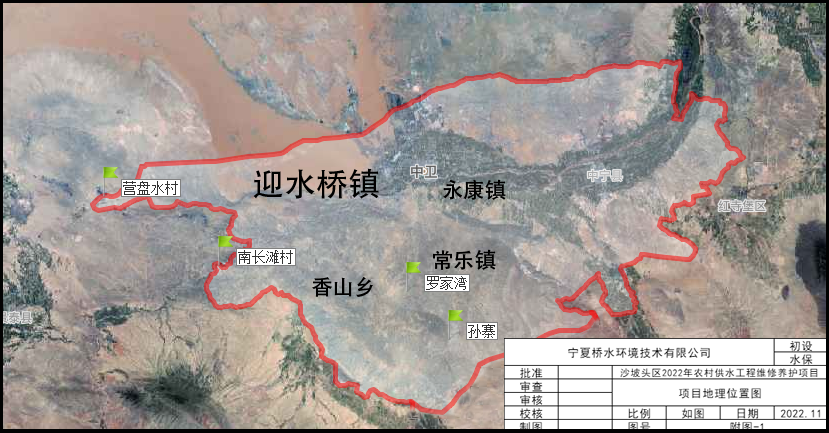 营盘水村
迎水桥镇
中卫
永康镇
中宁县
红寺堡区
南长滩村
香山乡
常乐镇
罗家湾
孙寨
泰县
宁夏桥水环境技术有限公司
初设
水保
批准
沙坡头区2022年农村供水工程维修养护项目
审查
审核
项目地理位置图
校核
比例
如图
日期
2022.11
制图
图号
附图-1